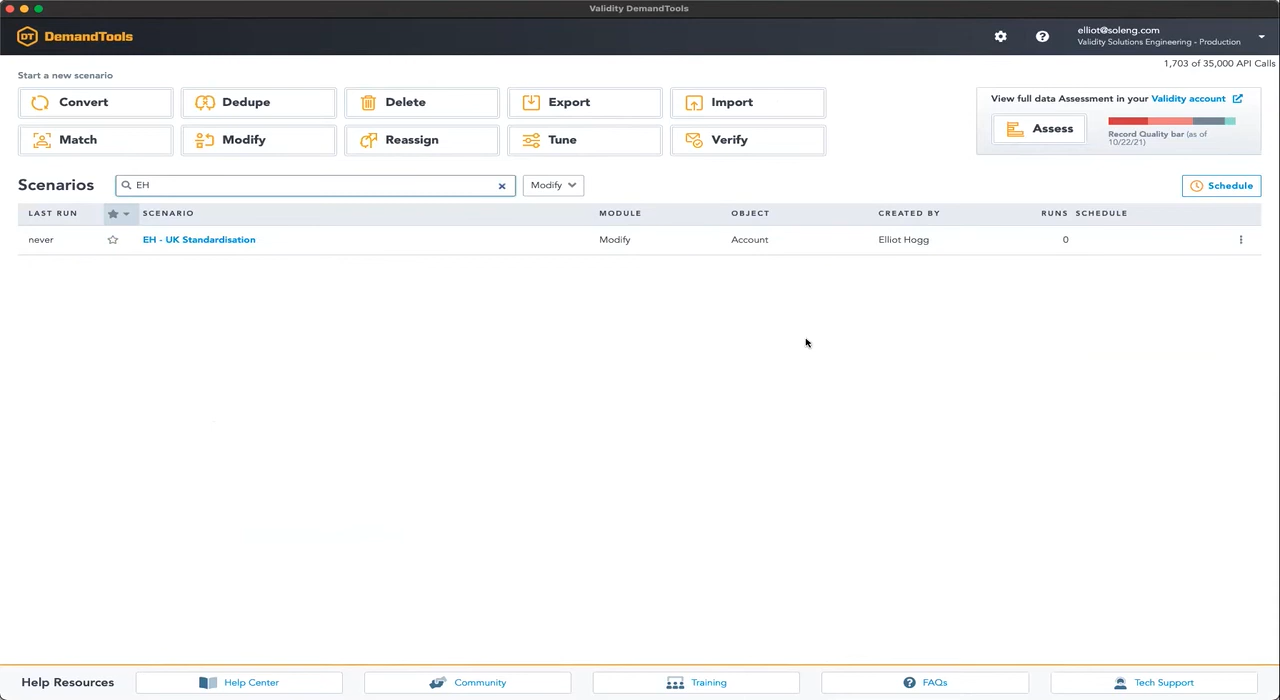 Validity DemandTools
DT DemandTools
elliot@soleng.com
Validity Solutions Engineering - Production
1,703 of 35,000 API Calls
Start a new scenario
Convert
Dedupe
Delete
Export
Import
Match
Modify
Reassign
Tune
Verify
View full data Assessment in your Validity account
Assess
Record Quality bar (as of
10/22/21)
Scenarios
EH
Modify
Schedule
LAST RUN SCENARIO MODULE OBJECT CREATED BY RUNS SCHEDULE
never EH - UK Standardisation Modify Account Elliot Hogg 0
Help Resources
Help Center
Community
Training
FAQs
Tech Support